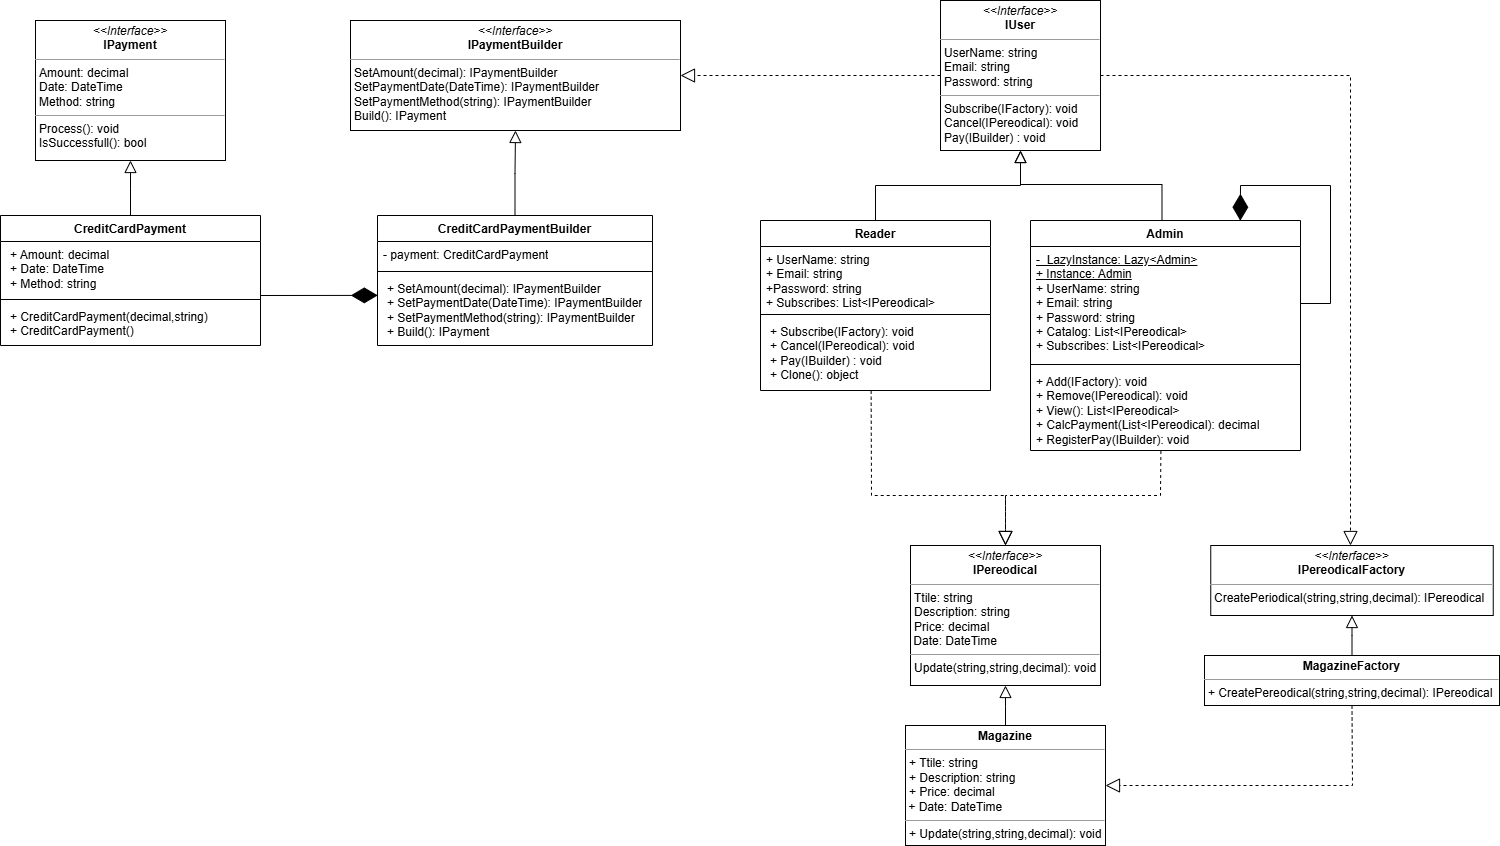 <<Interface>>
IPayment
Amount: decimal
Date: DateTime
Method: string
Process(): void
IsSuccessfull(): bool
<<Interface>>
IPaymentBuilder
SetAmount(decimal): IPaymentBuilder
SetPaymentDate(DateTime): IPaymentBuilder
SetPaymentMethod(string): IPaymentBuilder
Build(): IPayment
<<Interface>>
IUser
UserName: string
Email: string
Password: string
Subscribe(IFactory): void
Cancel(IPereodical): void
Pay(IBuilder) : void
CreditCardPayment
+ Amount: decimal
+ Date: DateTime
+ Method: string
+ CreditCardPayment(decimal,string)
+ CreditCardPayment()
CreditCardPaymentBuilder
- payment: CreditCardPayment
+ SetAmount(decimal): IPaymentBuilder
+ SetPaymentDate(DateTime): IPaymentBuilder
+ SetPaymentMethod(string): IPaymentBuilder
+ Build(): IPayment
Reader
+ UserName: string
+ Email: string
+Password: string
+ Subscribes: List<IPereodical>
+ Subscribe(IFactory): void
+ Cancel(IPereodical): void
+ Pay(IBuilder) : void
+ Clone(): object
Admin
- LazyInstance: Lazy<Admin>
+ Instance: Admin
+ UserName: string
+ Email: string
+ Password: string
+ Catalog: List<IPereodical>
+ Subscribes: List<IPereodical>
+ Add(IFactory): void
+ Remove(IPereodical): void
+ View(): List<IPereodical>
+ CalcPayment(List<IPereodical): decimal
+ RegisterPay(IBuilder): void
<<Interface>>
IPereodical
Ttile: string
Description: string
Price: decimal
Date: DateTime
Update(string,string,decimal): void
<<Interface>>
IPereodicalFactory
CreatePeriodical(string,string,decimal): IPereodical
MagazineFactory
+ CreatePereodical(string,string,decimal): IPereodical
Magazine
+ Ttile: string
+ Description: string
+ Price: decimal
+ Date: DateTime
+ Update(string,string,decimal): void